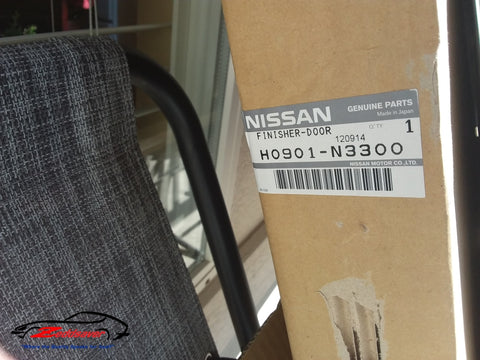 NISSAN
GENUINE PARTS
Made in Japan
FINISHER-DOOR
Q'TY
1
120914
H0901-N3300
NISSAN MOTOR CO.,LTD.